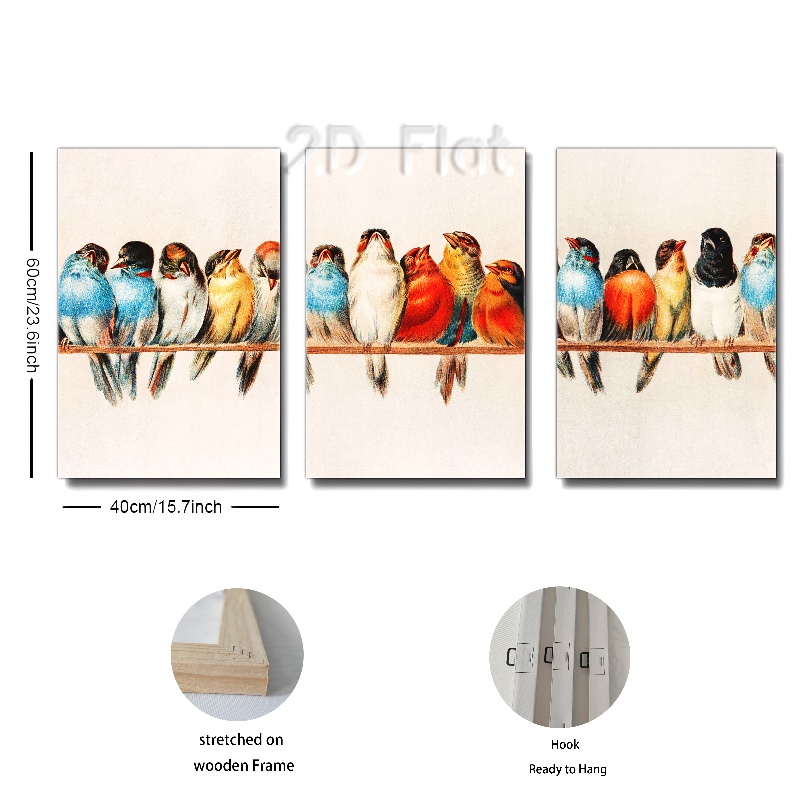 2D Flat
60cm/23.6inch
40cm/15.7inch
stretched on
wooden Frame
Hook
Ready to Hang